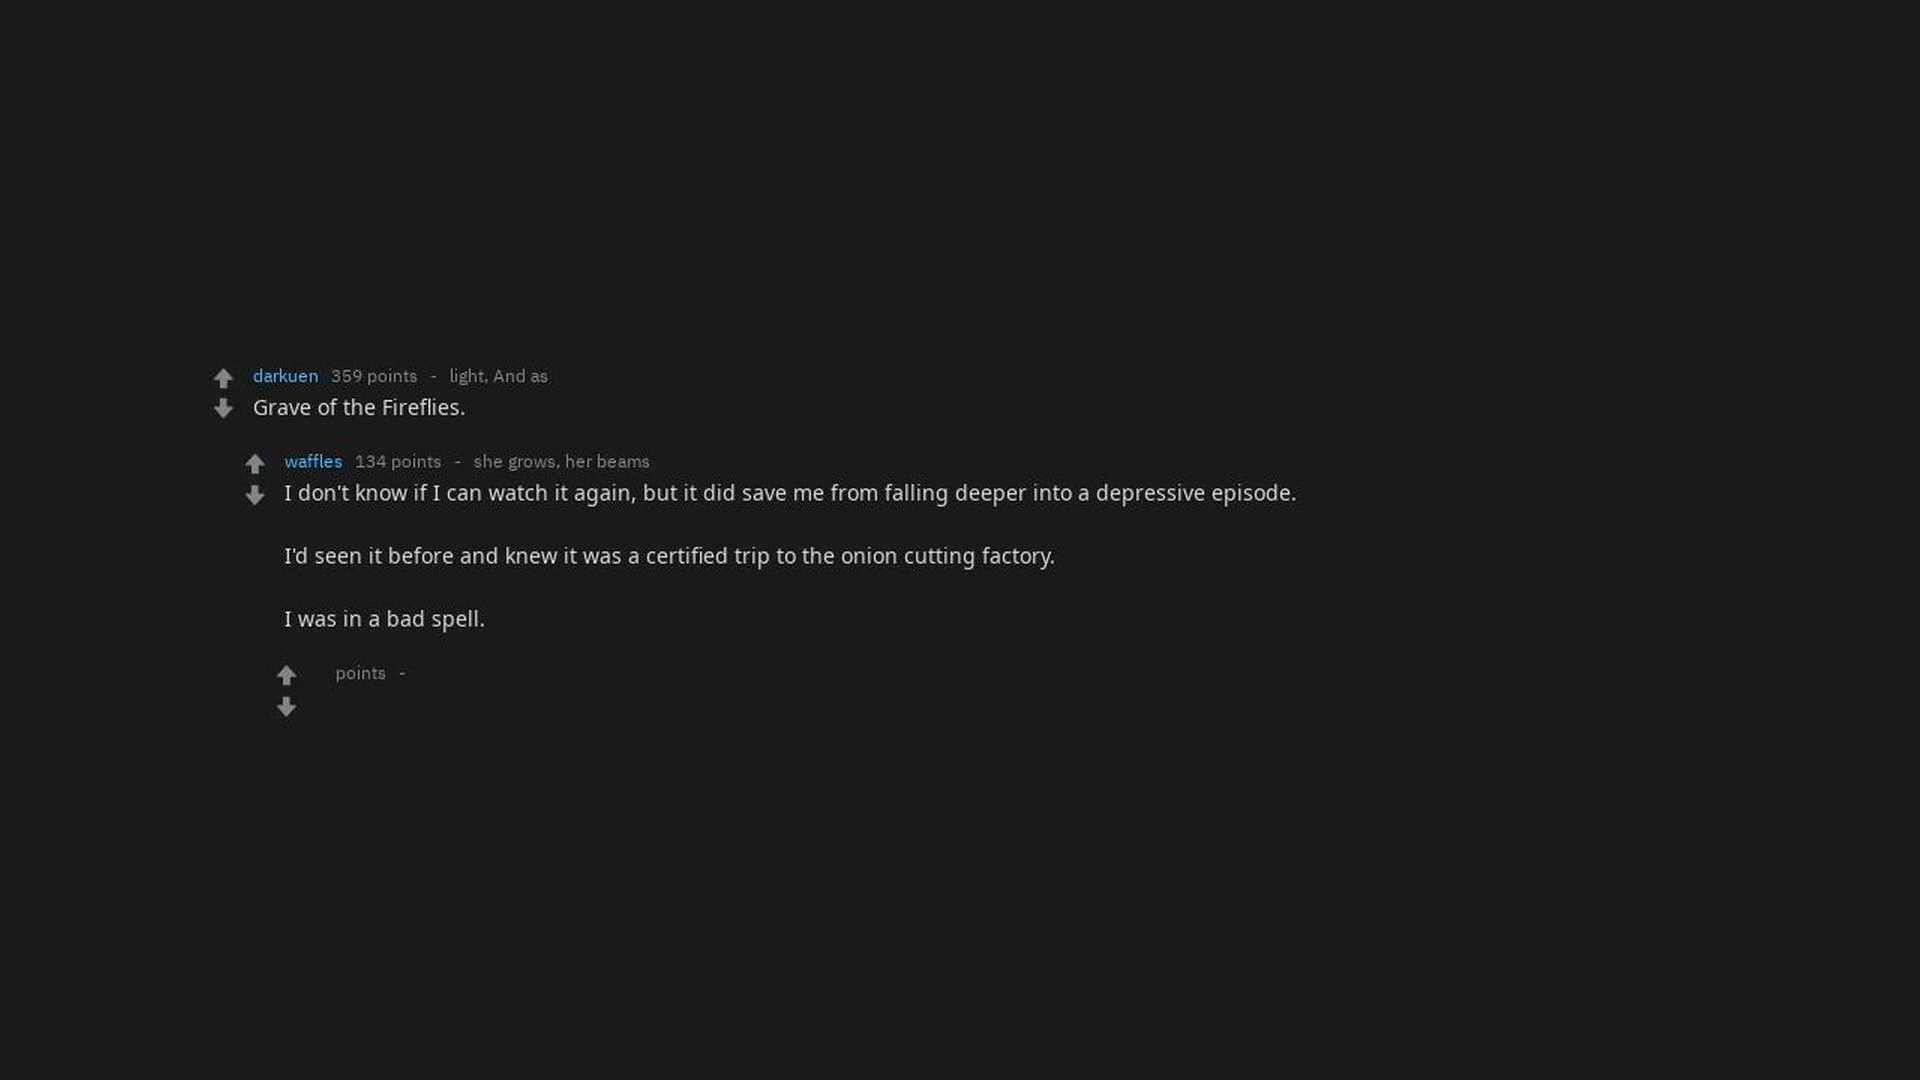 darkuen 359 points - light, And as
Grave of the Fireflies.
waffles 134 points - she grows, her beams
I don't know if I can watch it again, but it did save me from falling deeper into a depressive episode.
I'd seen it before and knew it was a certified trip to the onion cutting factory.
I was in a bad spell.
points -